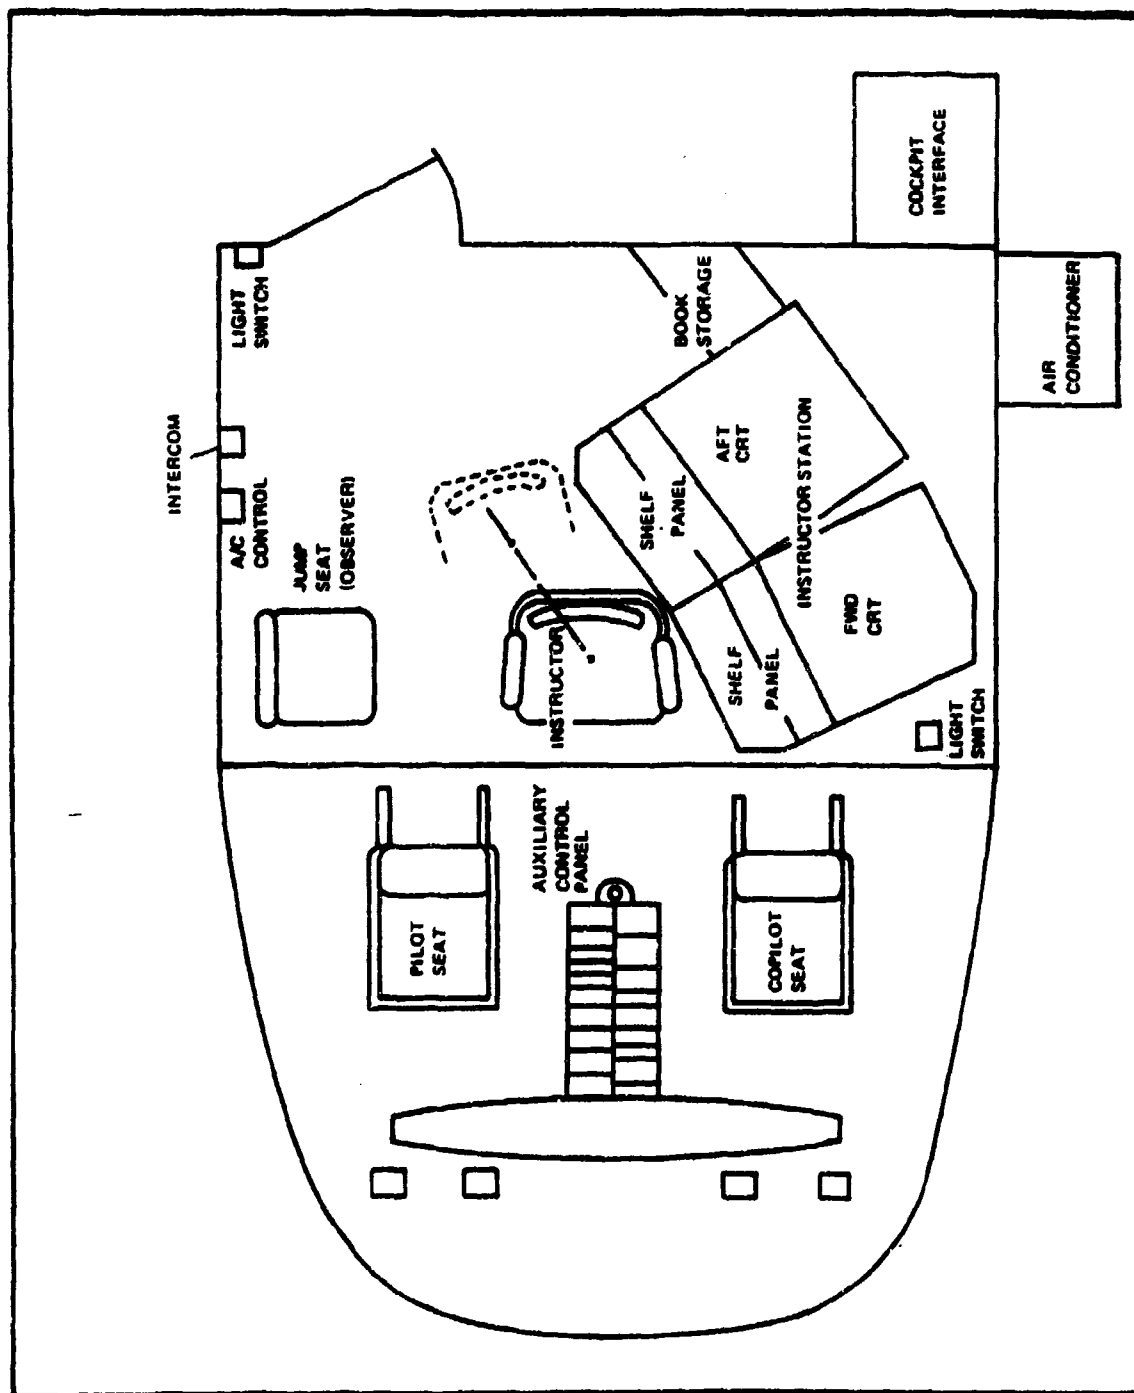 COCKPIT
INTERFACE
LIGHT
SWITCH
BOOK
STORAGE
AIR
CONDITIONER
INTERCOM
A/C
CONTROL
JUMP
SEAT
(OBSERVER)
SHELF
PANEL
AFT
CRT
INSTRUCTOR STATION
INSTRUCTOR
SHELF
PANEL
FWD
CRT
LIGHT
SWITCH
AUXILIARY
CONTROL
PANEL
PILOT
SEAT
COPILOT
SEAT